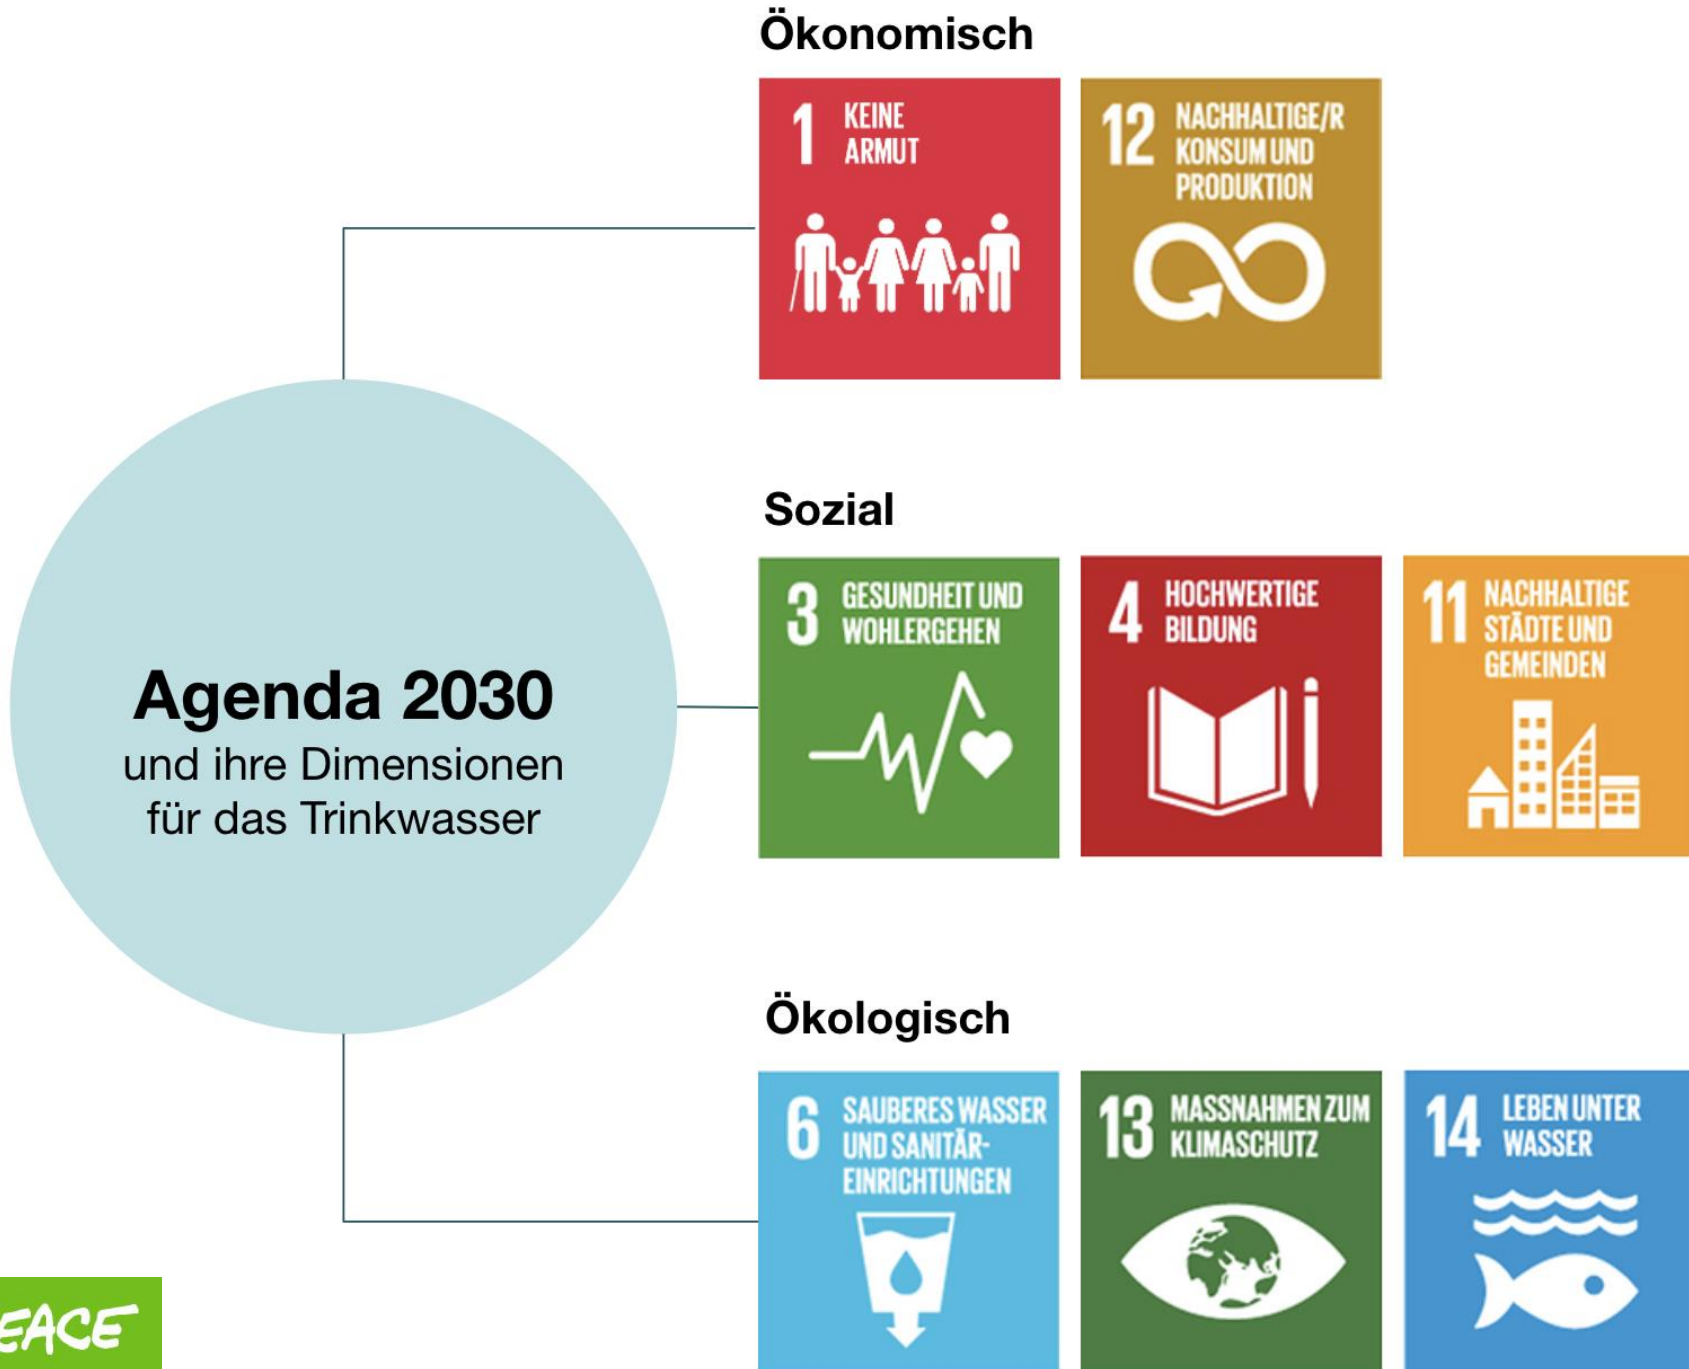 Ökonomisch
1 KEINE
ARMUT
12 NACHHALTIGE/R
KONSUM UND
PRODUKTION
Agenda 2030
und ihre Dimensionen
für das Trinkwasser
Sozial
3 GESUNDHEIT UND
WOHLERGEHEN
4 HOCHWERTIGE
BILDUNG
11 NACHHALTIGE
STÄDTE UND
GEMEINDEN
Ökologisch
6 SAUBERES WASSER
UND SANITÄR-
EINRICHTUNGEN
13 MASSNAHMEN ZUM
KLIMASCHUTZ
14 LEBEN UNTER
WASSER
EACE